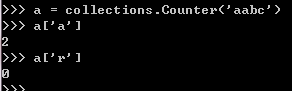 >>> a = collections.Counter('aabc')
>>> a['a']
2
>>> a['r']
0
>>>